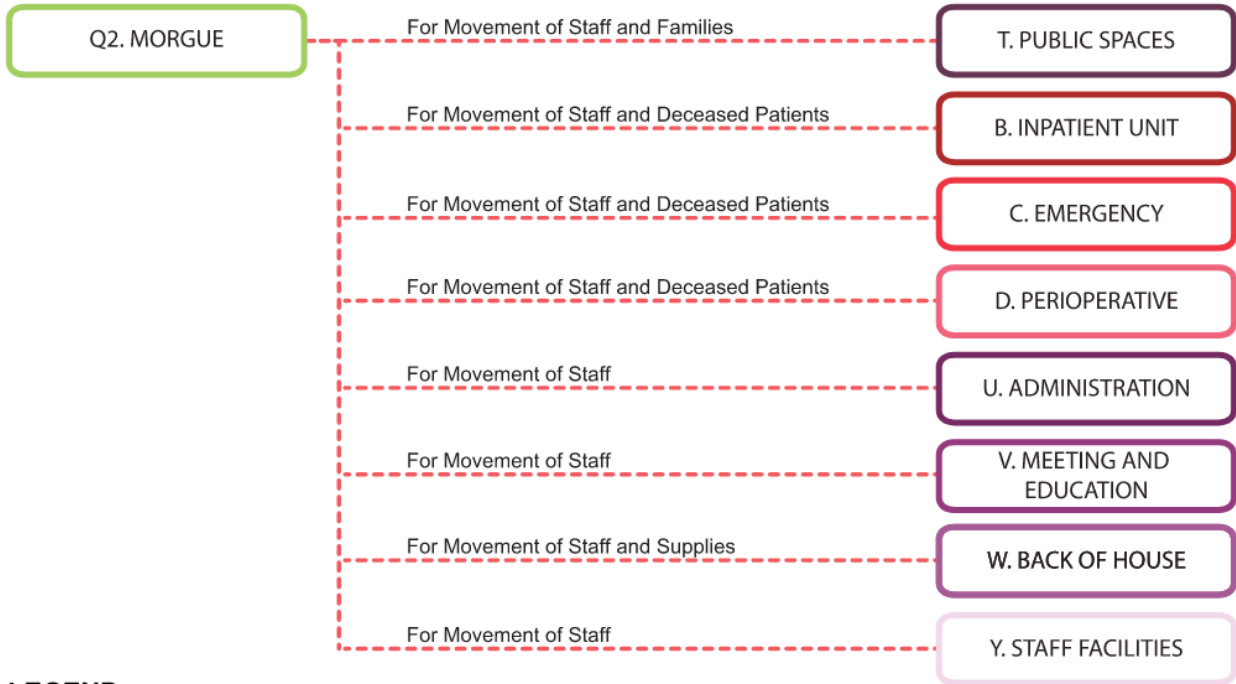 Q2. MORGUE
For Movement of Staff and Families
T. PUBLIC SPACES
For Movement of Staff and Deceased Patients
B. INPATIENT UNIT
For Movement of Staff and Deceased Patients
C. EMERGENCY
For Movement of Staff and Deceased Patients
D. PERIOPERATIVE
For Movement of Staff
U. ADMINISTRATION
For Movement of Staff
V. MEETING AND
EDUCATION
For Movement of Staff and Supplies
W. BACK OF HOUSE
For Movement of Staff
Y. STAFF FACILITIES
LEGEND